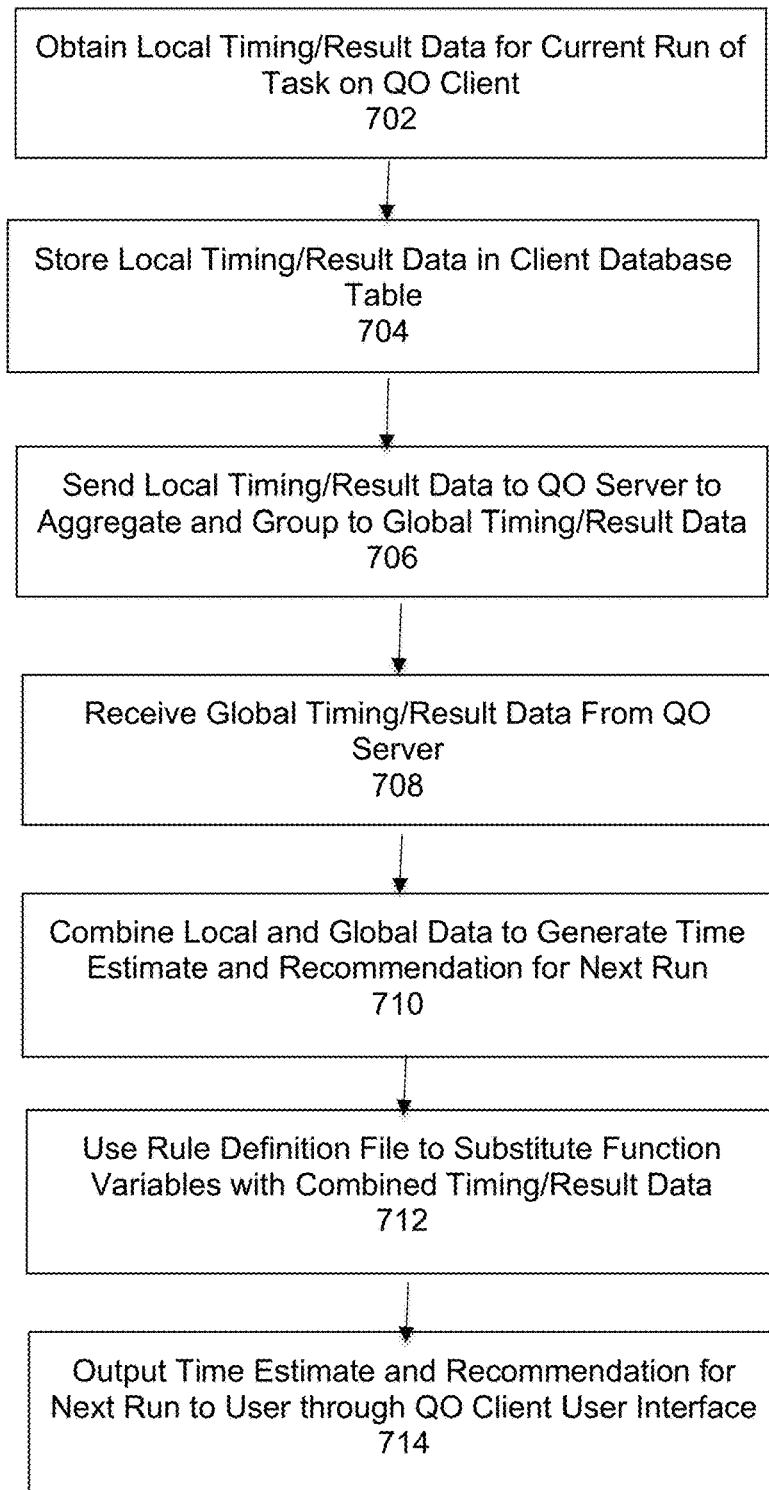 Obtain Local Timing/Result Data for Current Run of
Task on QO Client
702
Store Local Timing/Result Data in Client Database
Table
704
Send Local Timing/Result Data to QO Server to
Aggregate and Group to Global Timing/Result Data
706
Receive Global Timing/Result Data From QO
Server
708
Combine Local and Global Data to Generate Time
Estimate and Recommendation for Next Run
710
Use Rule Definition File to Substitute Function
Variables with Combined Timing/Result Data
712
Output Time Estimate and Recommendation for
Next Run to User through QO Client User Interface
714